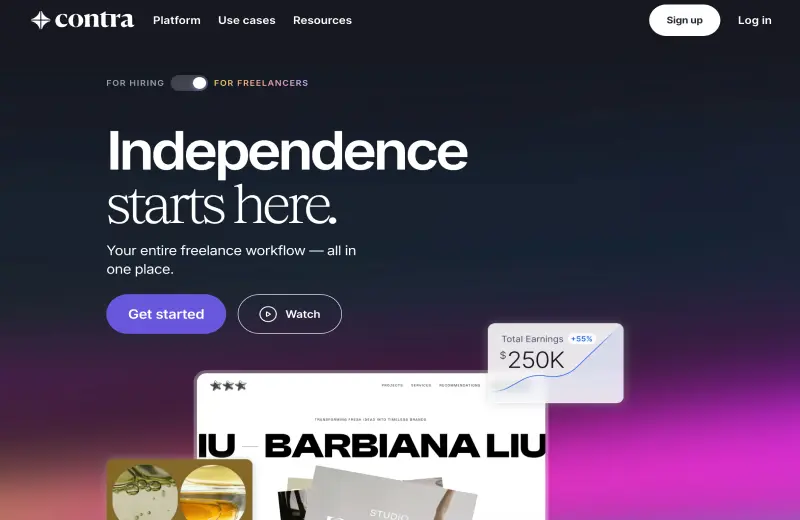 contra Platform Use cases Resources Sign up Log in
FOR HIRING FOR FREELANCERS
Independence
starts here.
Your entire freelance workflow — all in
one place.
Get started Watch
Total Earnings +55%
$250K
PROJECTS SERVICES RECOMMENDATIONS
TRANSFORMING FRESH IDEAS INTO TIMELESS BRANDS
IU — BARBIANA LIU
STUDIO